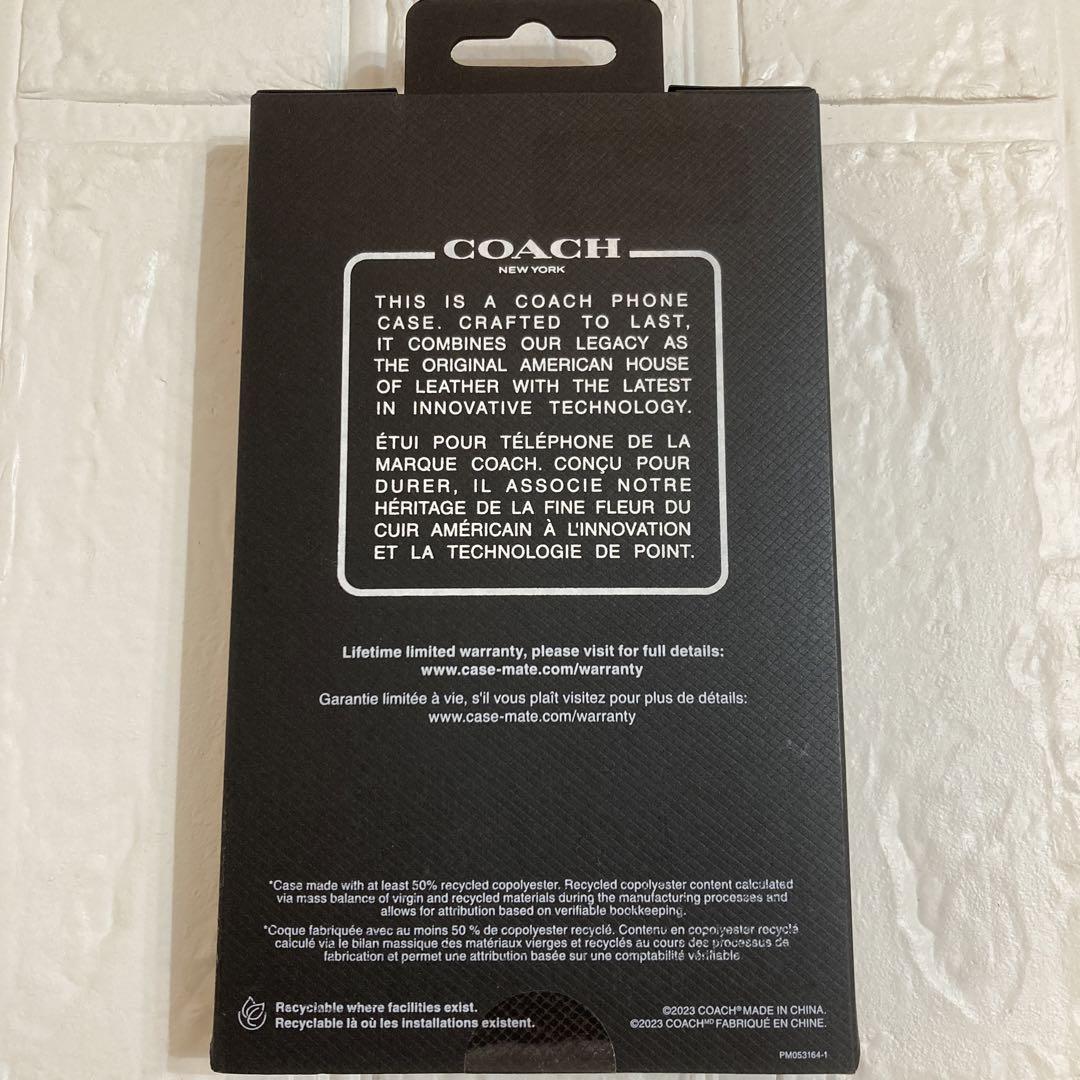 COACH
NEW YORK
THIS IS A COACH PHONE
CASE. CRAFTED TO LAST,
IT COMBINES OUR LEGACY AS
THE ORIGINAL AMERICAN HOUSE
OF LEATHER WITH THE LATEST
IN INNOVATIVE TECHNOLOGY.
ÉTUI POUR TÉLÉPHONE DE LA
MARQUE COACH. CONÇU POUR
DURER, IL ASSOCIE NOTRE
HÉRITAGE DE LA FINE FLEUR DU
CUIR AMÉRICAIN À L'INNOVATION
ET LA TECHNOLOGIE DE POINT.
Lifetime limited warranty, please visit for full details:
www.case-mate.com/warranty
Garantie limitée à vie, s'il vous plaît visitez pour plus de détails:
www.case-mate.com/warranty
*Case made with at least 50% recycled copolyester. Recycled copolyester content calculated
via mass balance of virgin and recycled materials during the manufacturing processes and
allows for attribution based on verifiable bookkeeping.
*Coque fabriquée avec au moins 50 % de copolyester recyclé. Contenu en copolyester recyclé
calculé via le bilan massique des matériaux vierges et recyclés au cours des processus de
fabrication et permet une attribution basée sur une comptabilité vérifiable
Recyclable where facilities exist.
Recyclable là où les installations existent.
©2023 COACH® MADE IN CHINA.
©2023 COACHᴹᴰ FABRIQUÉ EN CHINE.
PM053164-1